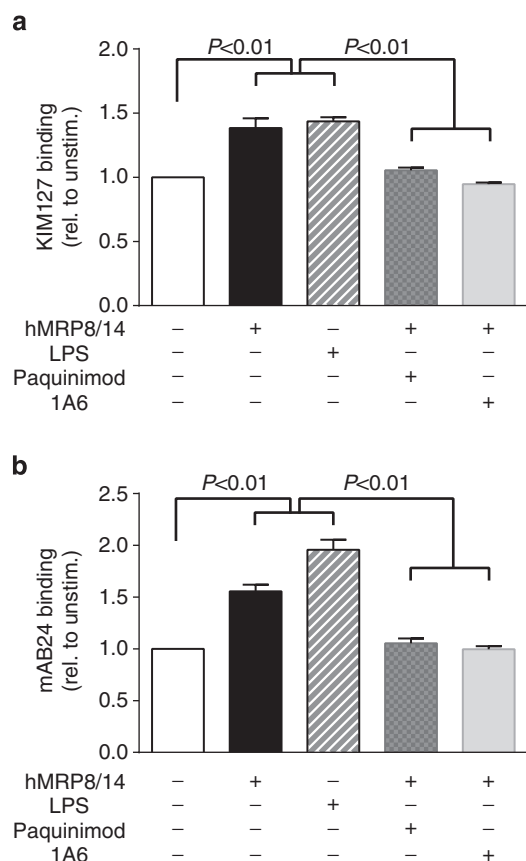 a
P<0.01 P<0.01
KIM127 binding
(rel. to unstim.)
2.0
1.5
1.0
0.5
0.0
hMRP8/14 – + – + +
LPS – – + – –
Paquinimod – – – + –
1A6 – – – – +
b
P<0.01 P<0.01
mAB24 binding
(rel. to unstim.)
2.5
2.0
1.5
1.0
0.5
0.0
hMRP8/14 – + – + +
LPS – – + – –
Paquinimod – – – + –
1A6 – – – – +